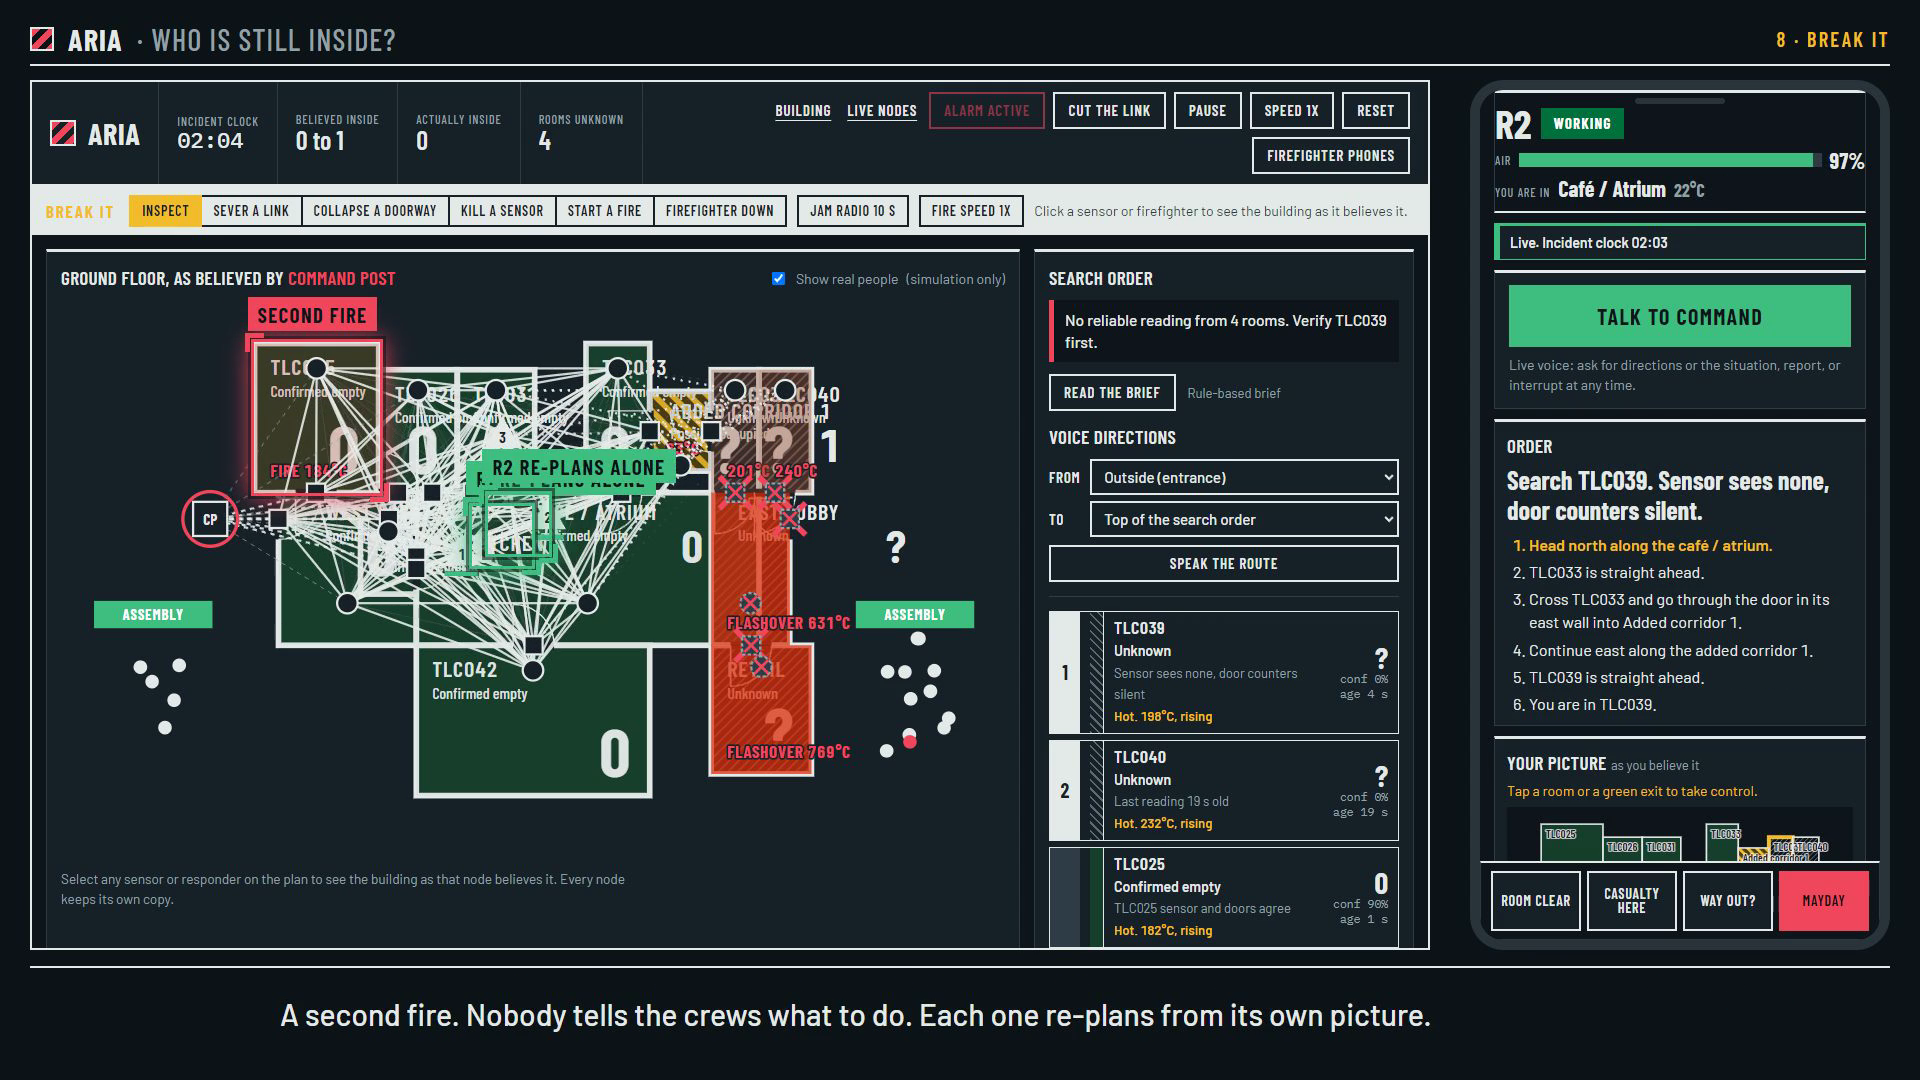 ARIA · WHO IS STILL INSIDE?
8 · BREAK IT
ARIA
INCIDENT CLOCK
02:04
BELIEVED INSIDE
0 to 1
ACTUALLY INSIDE
0
ROOMS UNKNOWN
4
BUILDING
LIVE NODES
ALARM ACTIVE
CUT THE LINK
PAUSE
SPEED 1X
RESET
FIREFIGHTER PHONES
BREAK IT
INSPECT
SEVER A LINK
COLLAPSE A DOORWAY
KILL A SENSOR
START A FIRE
FIREFIGHTER DOWN
JAM RADIO 10 S
FIRE SPEED 1X
Click a sensor or firefighter to see the building as it believes it.
GROUND FLOOR, AS BELIEVED BY COMMAND POST
Show real people (simulation only)
SECOND FIRE
Confirmed empty
0
3
1
R2 RE-PLANS ALONE
201°C 240°C
CP
0
?
ASSEMBLY
FLASHOVER 631°C
ASSEMBLY
TLC042
Confirmed empty
0
Unknown
?
FLASHOVER 769°C
Select any sensor or responder on the plan to see the building as that node believes it. Every node
keeps its own copy.
SEARCH ORDER
No reliable reading from 4 rooms. Verify TLC039
first.
READ THE BRIEF
Rule-based brief
VOICE DIRECTIONS
FROM
Outside (entrance)
TO
Top of the search order
SPEAK THE ROUTE
1
TLC039
Unknown
Sensor sees none, door counters
silent
Hot. 198°C, rising
?
conf 0%
age 4 s
2
TLC040
Unknown
Last reading 19 s old
Hot. 232°C, rising
?
conf 0%
age 19 s
TLC025
Confirmed empty
TLC025 sensor and doors agree
Hot. 182°C, rising
0
conf 90%
age 1 s
R2 WORKING
AIR
97%
YOU ARE IN Café / Atrium 22°C
Live. Incident clock 02:03
TALK TO COMMAND
Live voice: ask for directions or the situation, report, or
interrupt at any time.
ORDER
Search TLC039. Sensor sees none,
door counters silent.
1. Head north along the café / atrium.
2. TLC033 is straight ahead.
3. Cross TLC033 and go through the door in its
east wall into Added corridor 1.
4. Continue east along the added corridor 1.
5. TLC039 is straight ahead.
6. You are in TLC039.
YOUR PICTURE as you believe it
Tap a room or a green exit to take control.
TLC025
TLC026
TLC031
TLC033
ROOM CLEAR
CASUALTY
HERE
WAY OUT?
MAYDAY
A second fire. Nobody tells the crews what to do. Each one re-plans from its own picture.